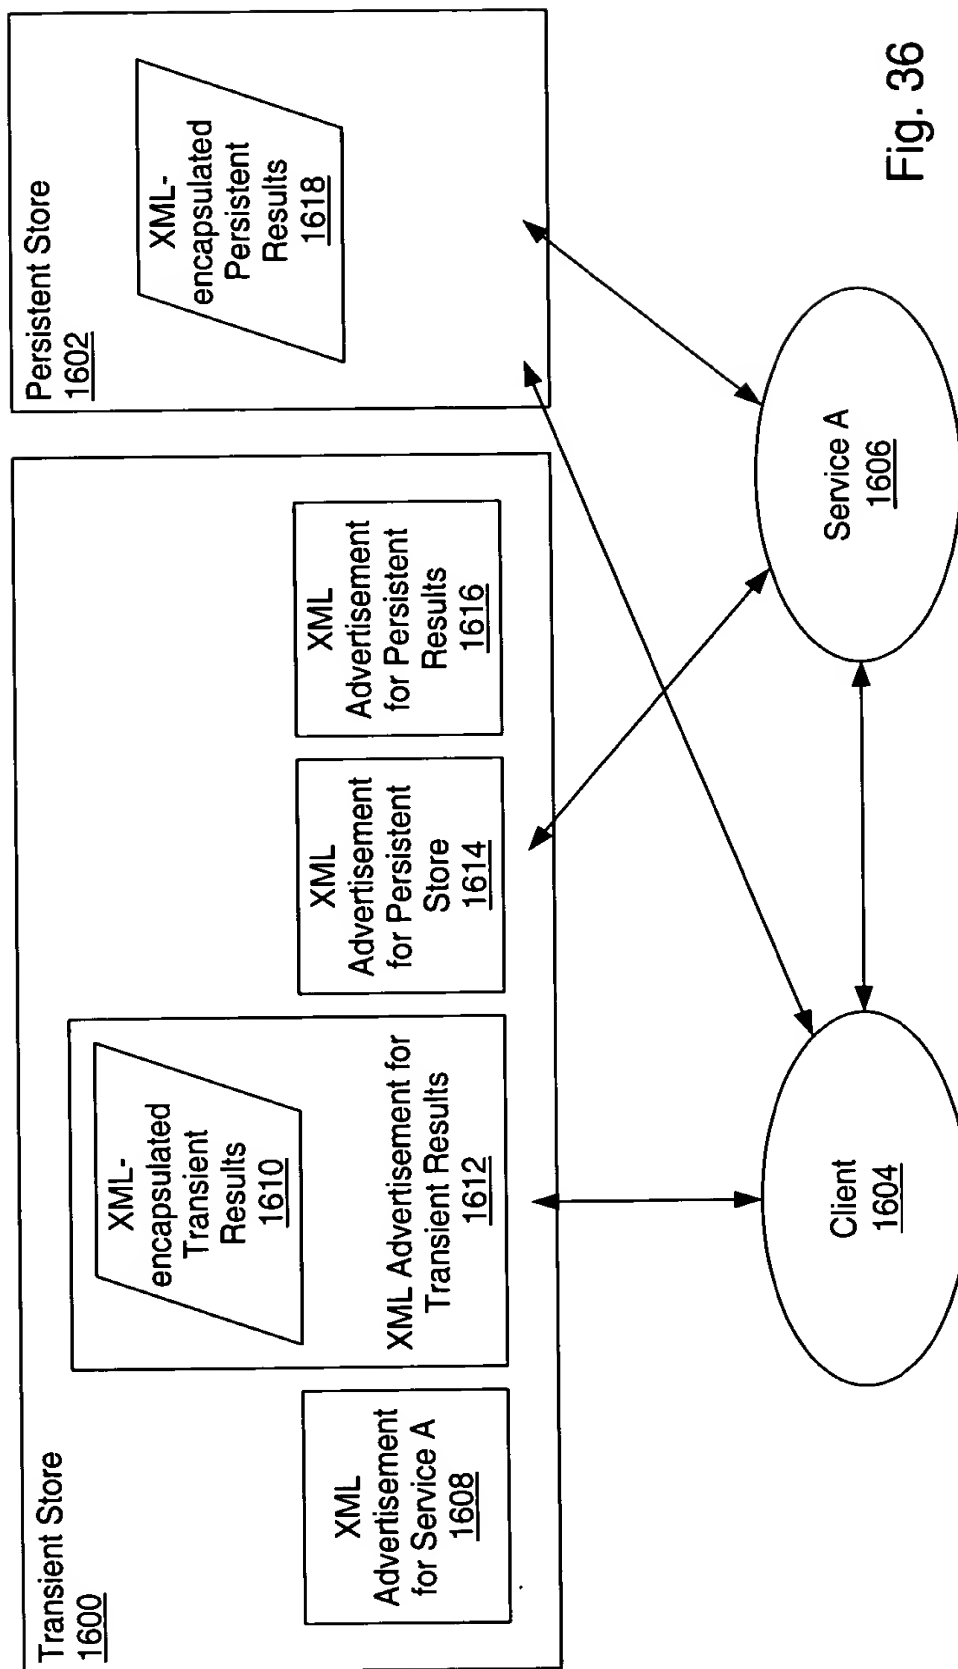 Transient Store
1600
XML
Advertisement
for Service A
1608
XML-
encapsulated
Transient
Results
1610
XML Advertisement for
Transient Results
1612
XML
Advertisement
for Persistent
Store
1614
XML
Advertisement
for Persistent
Results
1616
Persistent Store
1602
XML-
encapsulated
Persistent
Results
1618
Client
1604
Service A
1606
Fig. 36